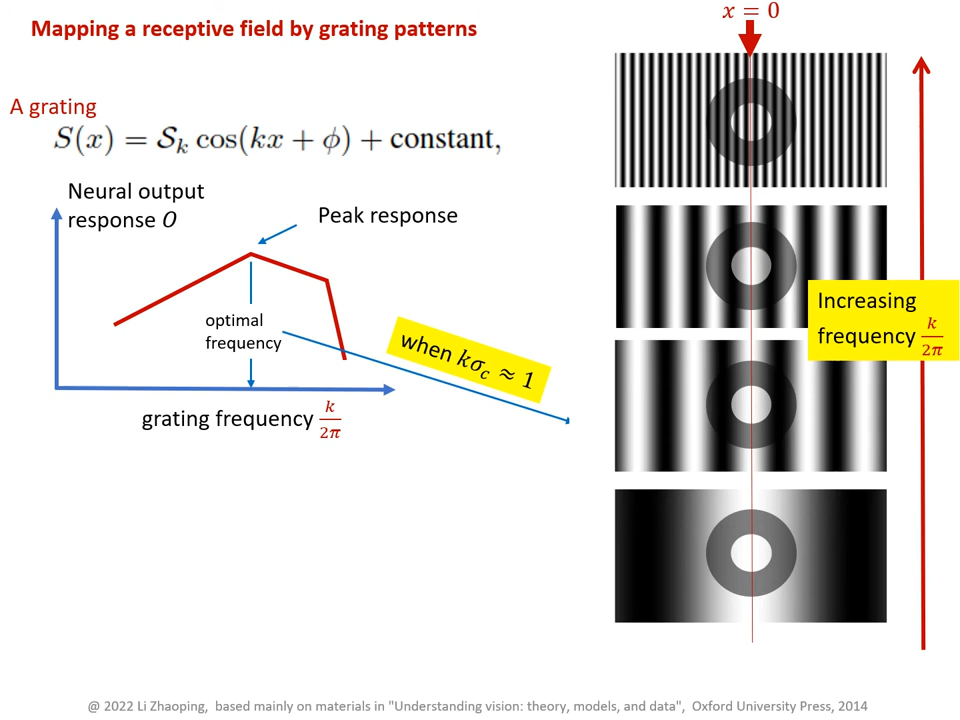 Mapping a receptive field by grating patterns
x = 0
A grating
S(x) = 𝒮ₖ cos(kx + ϕ) + constant,
Neural output
response O
Peak response
optimal
frequency
when kσ_c ≈ 1
grating frequency k/2π
Increasing
frequency k/2π
@ 2022 Li Zhaoping, based mainly on materials in "Understanding vision: theory, models, and data", Oxford University Press, 2014